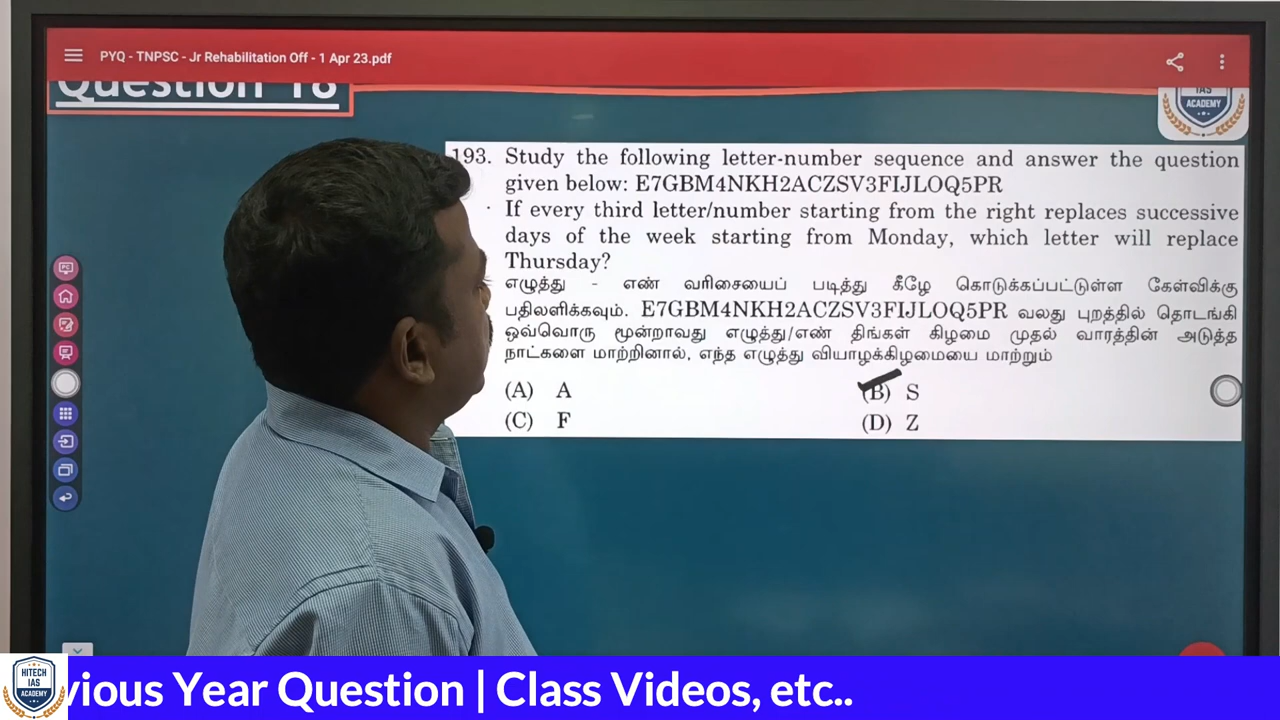 PYQ - TNPSC - Jr Rehabilitation Off - 1 Apr 23.pdf
Question 18
IAS
ACADEMY
193. Study the following letter-number sequence and answer the question
given below: E7GBM4NKH2ACZSV3FIJLOQ5PR
If every third letter/number starting from the right replaces successive
days of the week starting from Monday, which letter will replace
Thursday?
எழுத்து - எண் வரிசையைப் படித்து கீழே கொடுக்கப்பட்டுள்ள கேள்விக்கு
பதிலளிக்கவும். E7GBM4NKH2ACZSV3FIJLOQ5PR வலது புறத்தில் தொடங்கி
ஒவ்வொரு மூன்றாவது எழுத்து/எண் திங்கள் கிழமை முதல் வாரத்தின் அடுத்த
நாட்களை மாற்றினால், எந்த எழுத்து வியாழக்கிழமையை மாற்றும்
(A) A (B) S
(C) F (D) Z
HITECH
IAS
ACADEMY
vious Year Question | Class Videos, etc..